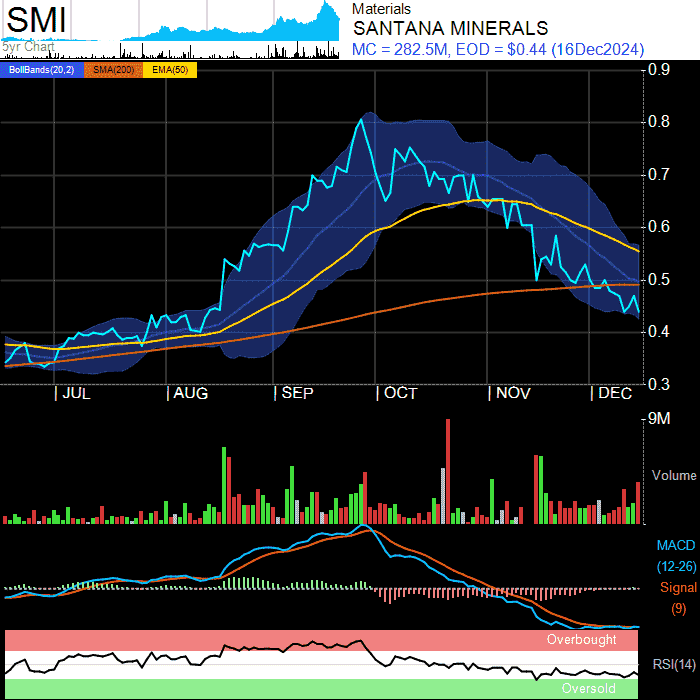 SMI
5yr Chart
Materials
SANTANA MINERALS
MC = 282.5M, EOD = $0.44 (16Dec2024)
BollBands(20,2) SMA(200) EMA(50)
0.9
0.8
0.7
0.6
0.5
0.4
0.3
| JUL | AUG | SEP | OCT | NOV | DEC
9M
Volume
MACD
(12-26)
Signal
(9)
Overbought
RSI(14)
Oversold